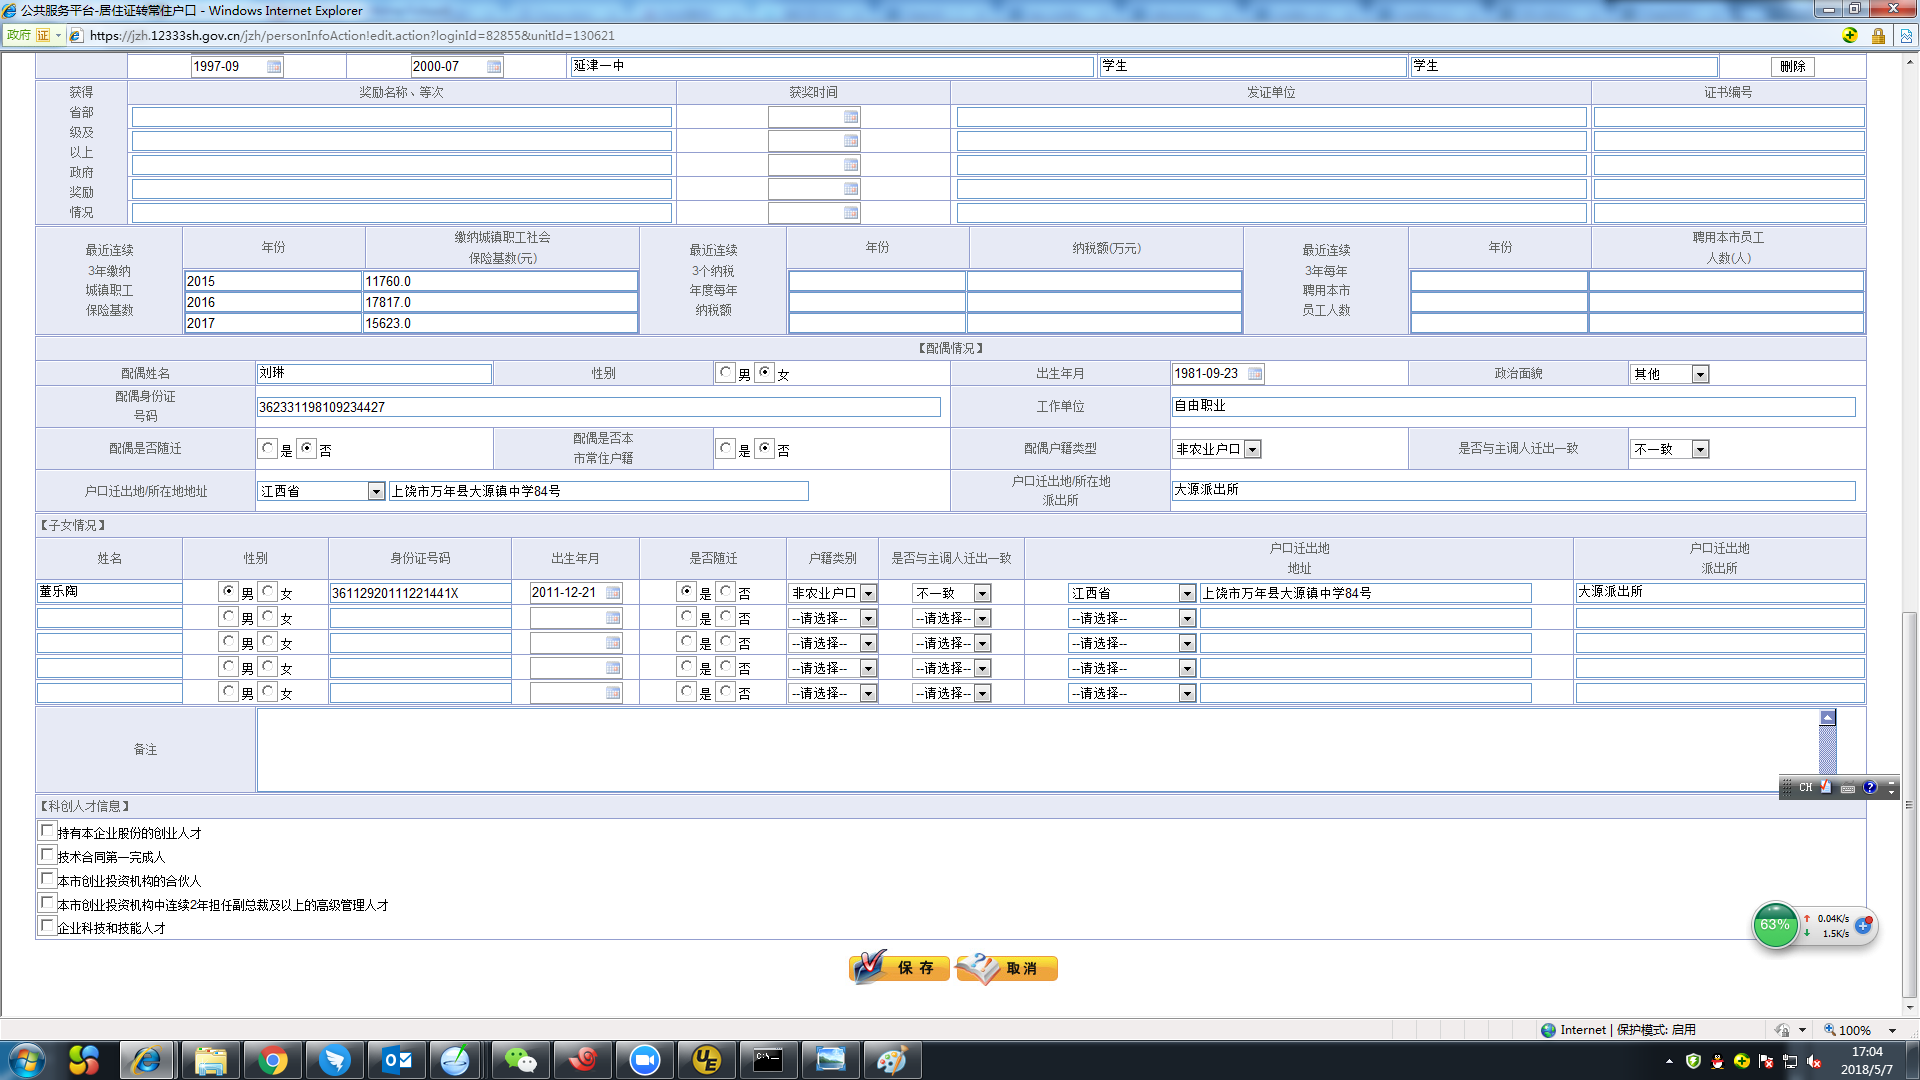 公共服务平台-居住证转常住户口 - Windows Internet Explorer
政府 证 https://jzh.12333sh.gov.cn/jzh/personInfoAction!edit.action?loginId=82855&unitId=130621
1997-09 2000-07 延津一中 学生 学生 删除
获得省部级及以上政府奖励情况 奖励名称、等次 获奖时间 发证单位 证书编号
最近连续3年缴纳城镇职工保险基数 年份 缴纳城镇职工社会保险基数(元) 最近连续3个纳税年度每年纳税额 年份 纳税额(万元) 最近连续3年每年聘用本市员工人数 年份 聘用本市员工人数(人)
2015 11760.0
2016 17817.0
2017 15623.0
【配偶情况】
配偶姓名 刘琳 性别 男 女 出生年月 1981-09-23 政治面貌 其他
配偶身份证号码 362331198109234427 工作单位 自由职业
配偶是否随迁 是 否 配偶是否本市常住户籍 是 否 配偶户籍类型 非农业户口 是否与主调人迁出一致 不一致
户口迁出地/所在地地址 江西省 上饶市万年县大源镇中学84号 户口迁出地/所在地派出所 大源派出所
【子女情况】
姓名 性别 身份证号码 出生年月 是否随迁 户籍类别 是否与主调人迁出一致 户口迁出地地址 户口迁出地派出所
董乐陶 男 女 36112920111221441X 2011-12-21 是 否 非农业户口 不一致 江西省 上饶市万年县大源镇中学84号 大源派出所
男 女 是 否 --请选择-- --请选择-- --请选择--
男 女 是 否 --请选择-- --请选择-- --请选择--
男 女 是 否 --请选择-- --请选择-- --请选择--
男 女 是 否 --请选择-- --请选择-- --请选择--
备注
CH
【科创人才信息】
持有本企业股份的创业人才
技术合同第一完成人
本市创业投资机构的合伙人
本市创业投资机构中连续2年担任副总裁及以上的高级管理人才
企业科技和技能人才
63% 0.04K/s
1.5K/s
保 存 取消
Internet | 保护模式: 启用 100%
17:04
2018/5/7